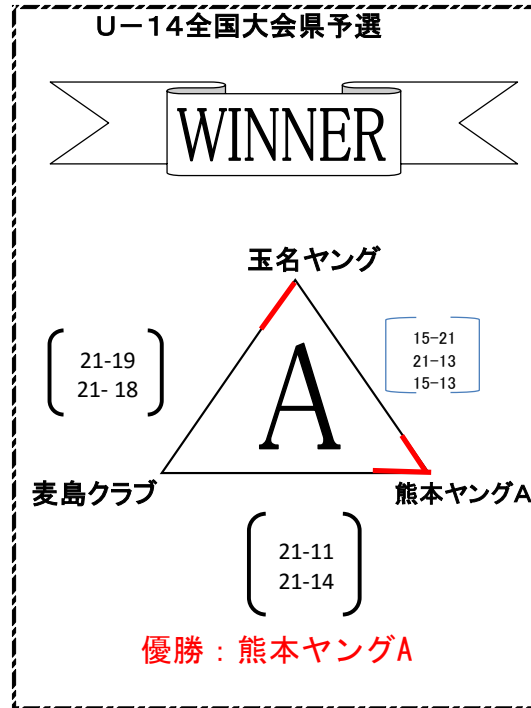 U－14全国大会県予選
WINNER
玉名ヤング
21-19
21- 18
15-21
21-13
15-13
A
麦島クラブ
熊本ヤングA
21-11
21-14
優勝：熊本ヤングA